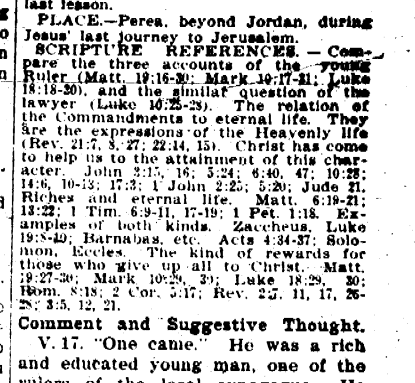 last lesson.
PLACE.—Perea, beyond Jordan, during
Jesus' last journey to Jerusalem.
SCRIPTURE REFERENCES.—Com-
pare the three accounts of the young
Ruler (Matt. 19:16-30; Mark 10:17-31; Luke
18:18-30), and the similar question of the
lawyer (Luke 10:25-28). The relation of
the Commandments to eternal life. They
are the expressions of the Heavenly life
(Rev. 21:7, 8, 27; 22:14, 15). Christ has come
to help us to the attainment of this char-
acter. John 3:15, 16; 5:24; 6:40, 47; 10:28;
14:6, 10-13; 17:3; 1 John 2:25; 5:20; Jude 21.
Riches and eternal life. Matt. 6:19-21;
13:22; 1 Tim. 6:9-11, 17-19; 1 Pet. 1:18. Ex-
amples of both kinds. Zaccheus, Luke
19:8-10; Barnabas, etc. Acts 4:34-37; Solo-
mon, Eccles. The kind of rewards for
those who give up all to Christ. Matt.
19:27-30; Mark 10:29, 30; Luke 18:29, 30;
Rom. 8:18; 2 Cor. 5:17; Rev. 2:7, 11, 17, 26-
28; 3:5, 12, 21.
Comment and Suggestive Thought.
V. 17. "One came." He was a rich
and educated young man, one of the